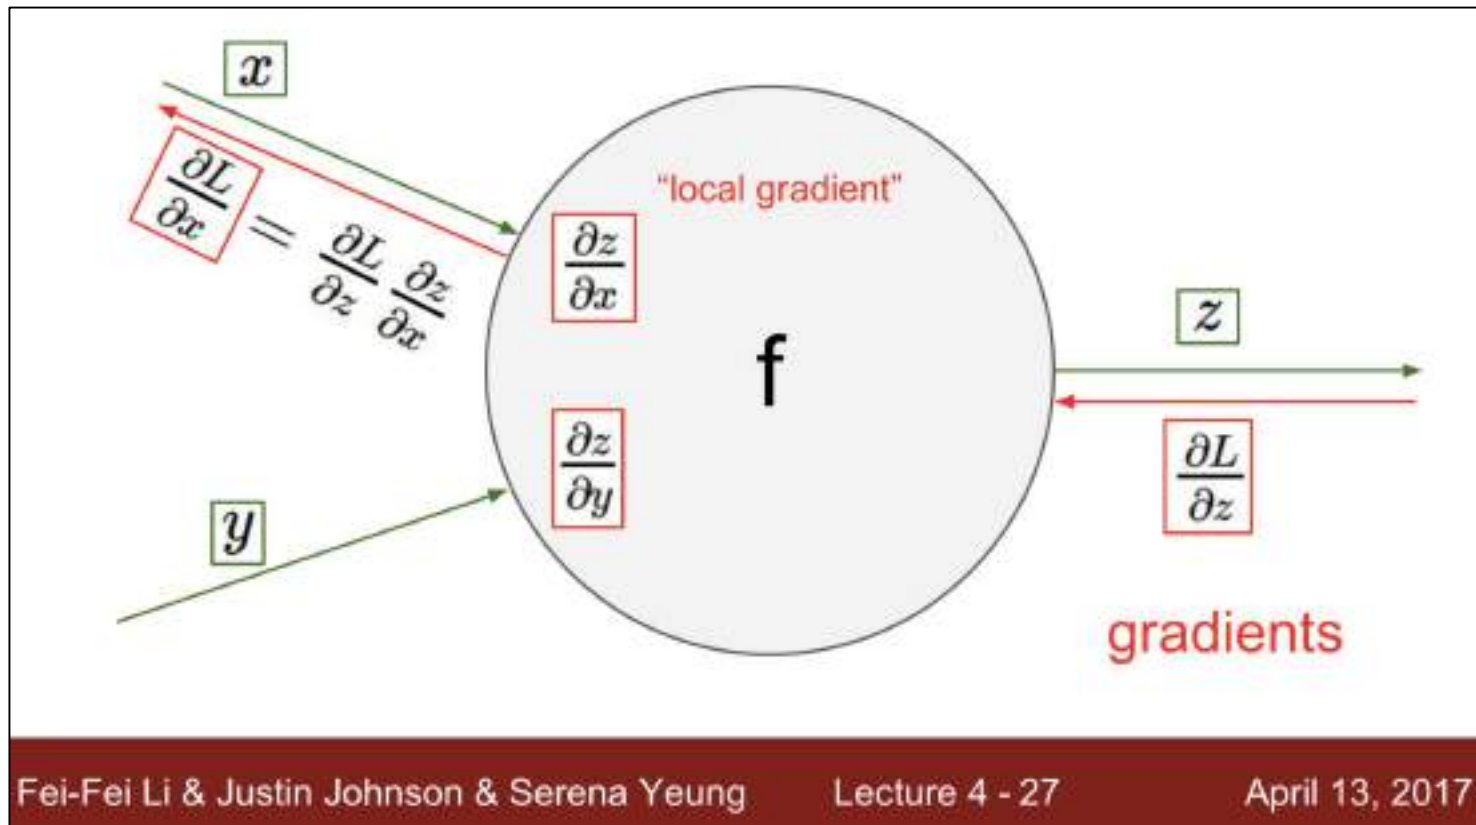 x
∂L/∂x = ∂L/∂z ∂z/∂x
"local gradient"
∂z/∂x
f
z
∂L/∂z
∂z/∂y
y
gradients
Fei-Fei Li & Justin Johnson & Serena Yeung Lecture 4 - 27 April 13, 2017